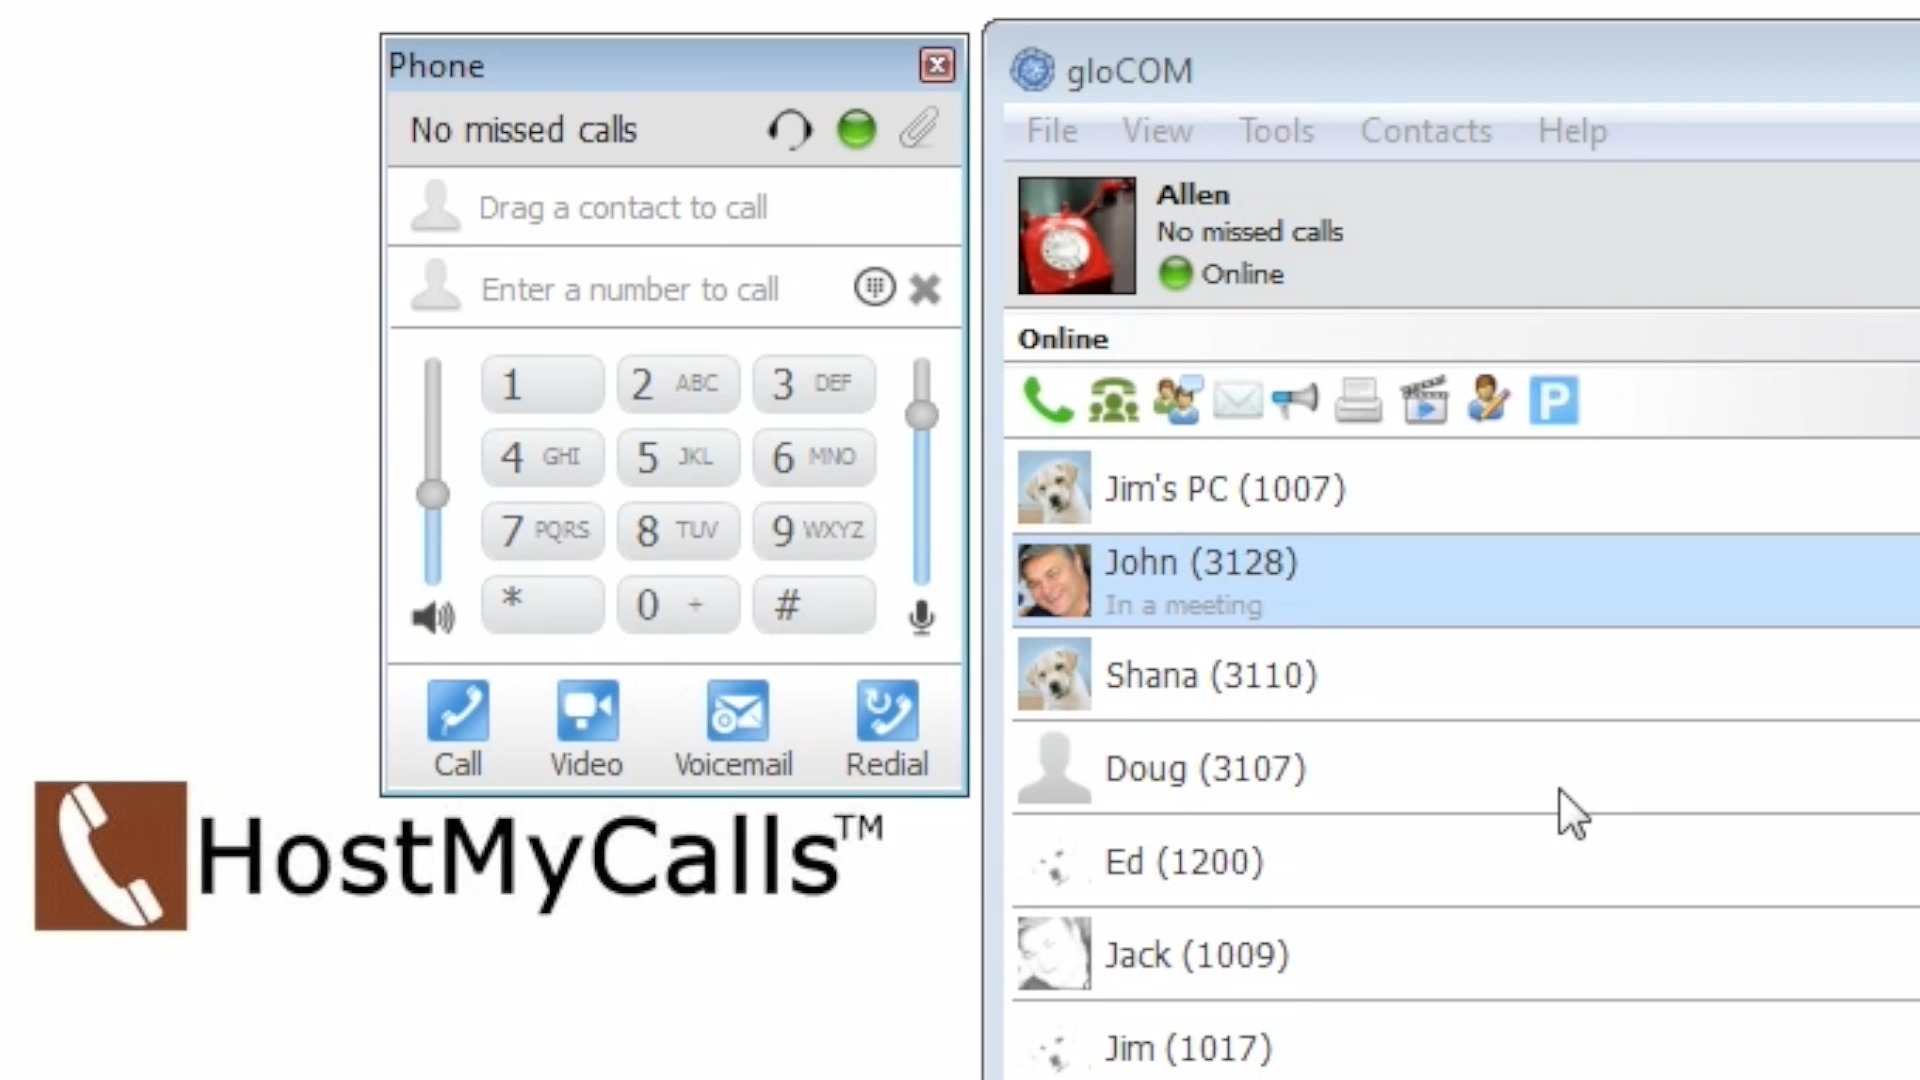 Phone
No missed calls
Drag a contact to call
Enter a number to call
1
2 ABC
3 DEF
4 GHI
5 JKL
6 MNO
7 PQRS
8 TUV
9 WXYZ
*
0 +
#
Call
Video
Voicemail
Redial
HostMyCalls™
gloCOM
File View Tools Contacts Help
Allen
No missed calls
Online
Online
P
Jim's PC (1007)
John (3128)
In a meeting
Shana (3110)
Doug (3107)
Ed (1200)
Jack (1009)
Jim (1017)